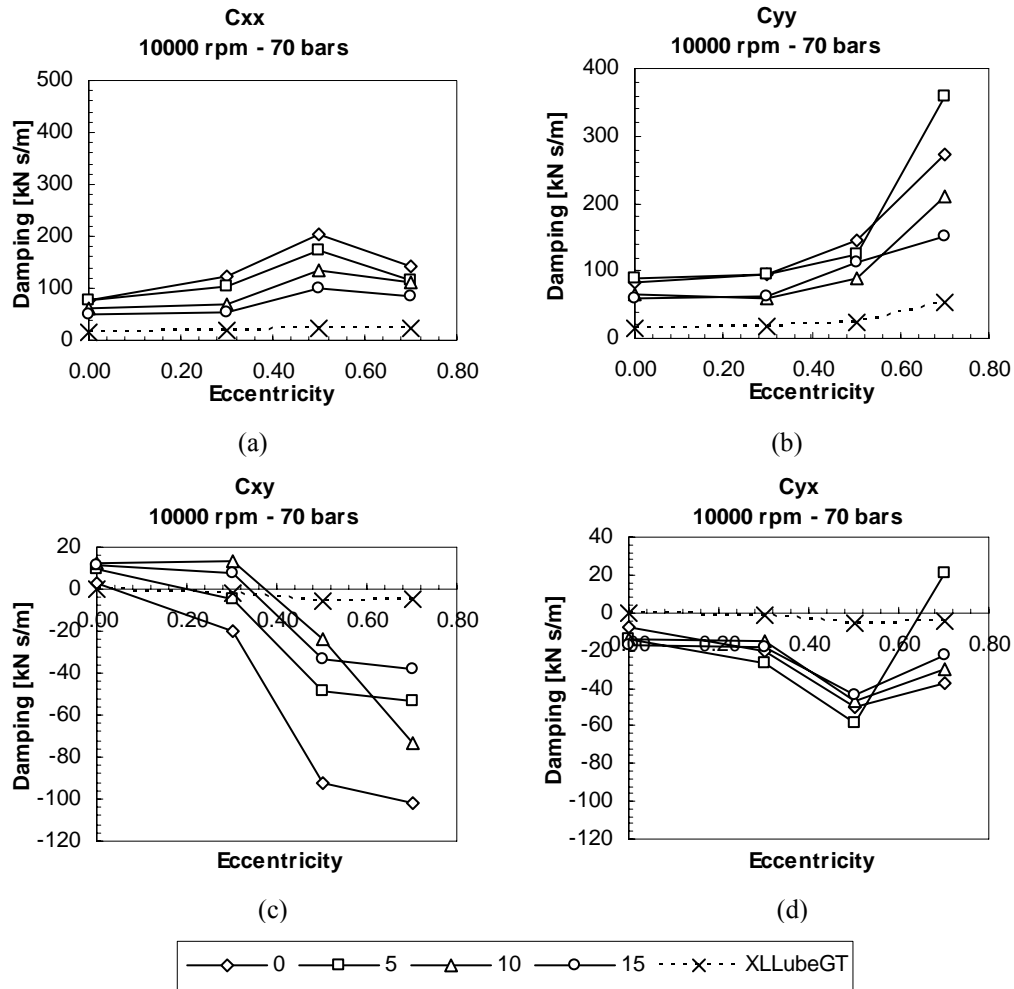 Cxx
10000 rpm - 70 bars
500
400
300
200
100
0
0.00 0.20 0.40 0.60 0.80
Damping [kN s/m]
Eccentricity
(a)
Cyy
10000 rpm - 70 bars
400
300
200
100
0
0.00 0.20 0.40 0.60 0.80
Damping [kN s/m]
Eccentricity
(b)
Cxy
10000 rpm - 70 bars
20
0
-20
-40
-60
-80
-100
-120
0.00 0.20 0.40 0.60 0.80
Damping [kN s/m]
Eccentricity
(c)
Cyx
10000 rpm - 70 bars
40
20
0
-20
-40
-60
-80
-100
-120
0.00 0.20 0.40 0.60 0.80
Damping [kN s/m]
Eccentricity
(d)
0 5 10 15 XLLubeGT